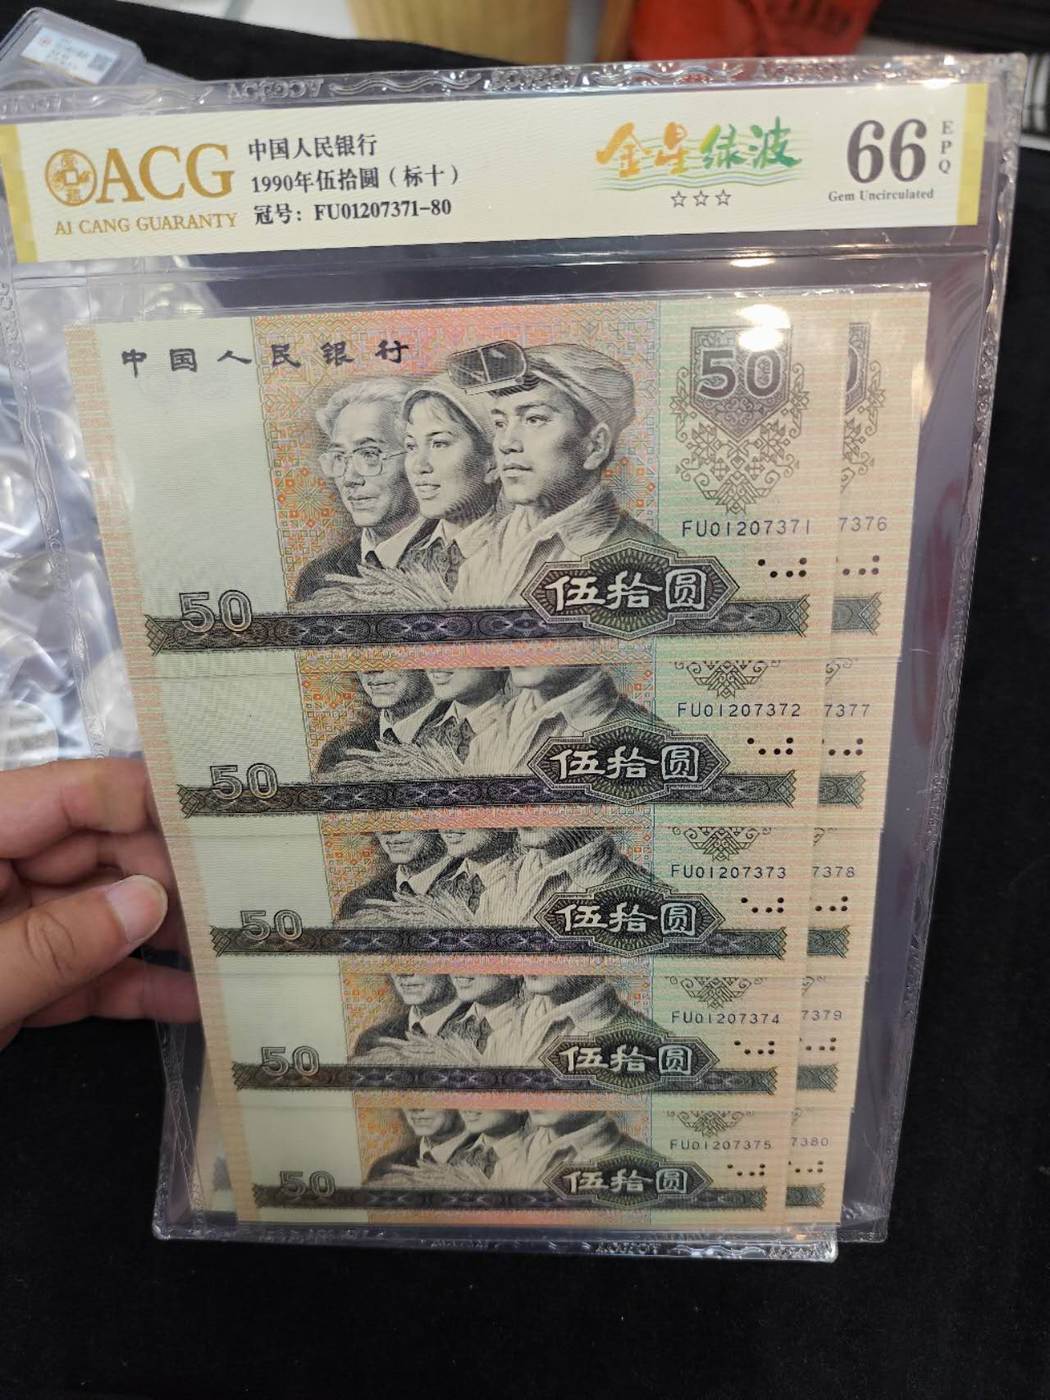 ACG
AI CANG GUARANTY
中国人民银行
1990年伍拾圆(标十)
冠号: FU01207371-80
金星绿波
☆☆☆
66
EPQ
Gem Uncirculated
中国人民银行
50
FU01207371 7376
50
伍拾圆
FU01207372 7377
50
伍拾圆
FU01207373 7378
50
伍拾圆
FU01207374 7379
50
伍拾圆
FU01207375 7380
50
伍拾圆